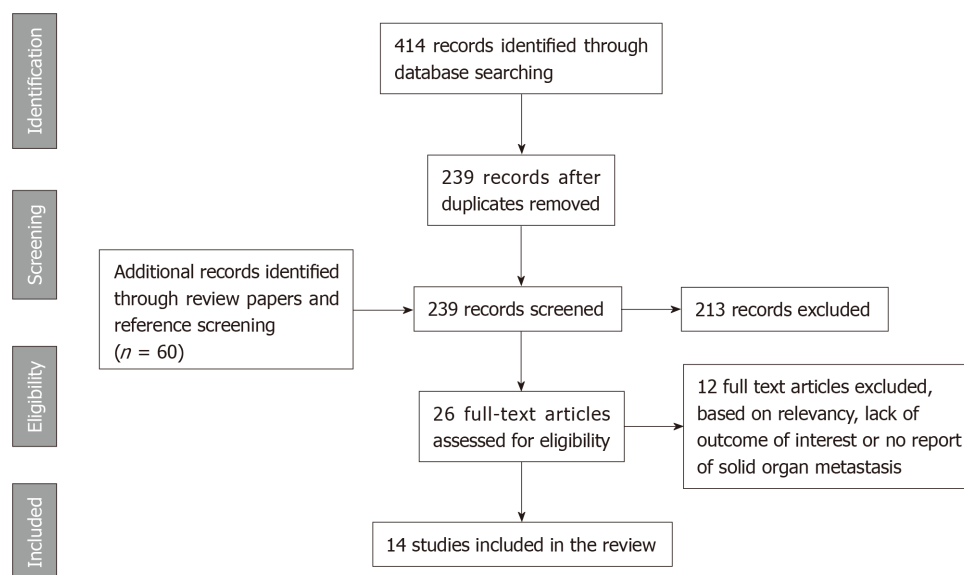 Identification
414 records identified through
database searching
239 records after
duplicates removed
Screening
Additional records identified
through review papers and
reference screening
(n = 60)
239 records screened
213 records excluded
Eligibility
26 full-text articles
assessed for eligibility
12 full text articles excluded,
based on relevancy, lack of
outcome of interest or no report
of solid organ metastasis
Included
14 studies included in the review